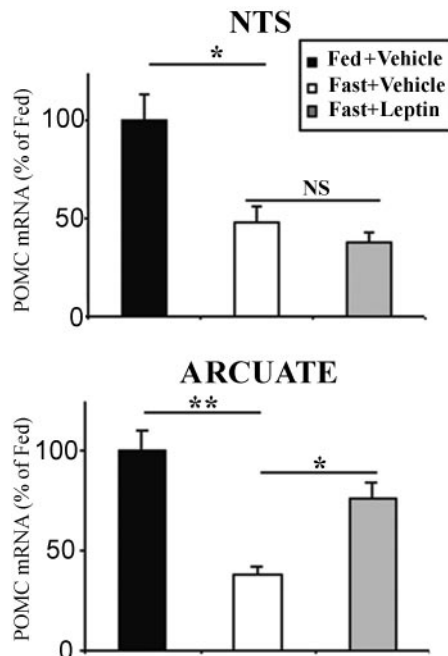 NTS
*
Fed+Vehicle
Fast+Vehicle
Fast+Leptin
NS
POMC mRNA (% of Fed)
100
50
0
ARCUATE
**
*
POMC mRNA (% of Fed)
100
50
0